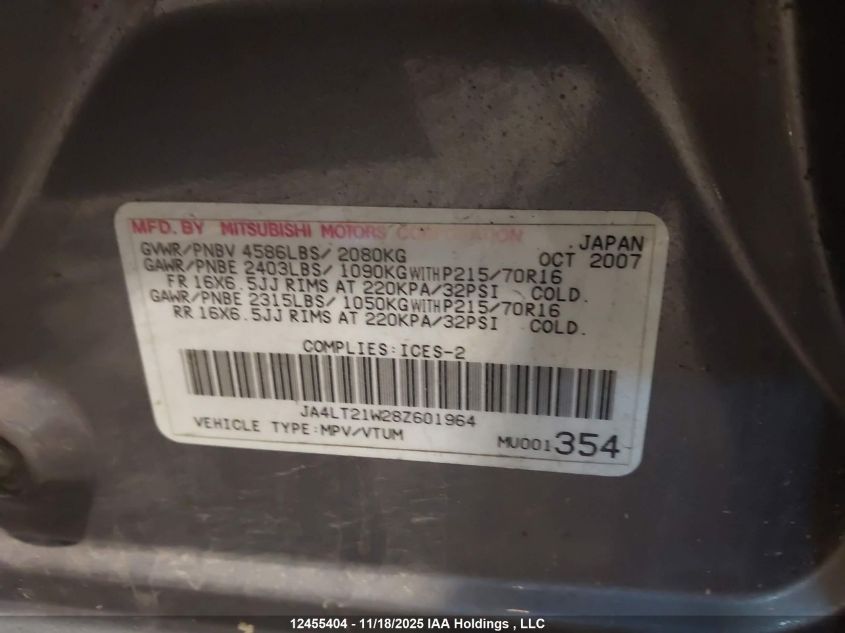 MFD. BY MITSUBISHI MOTORS CORPORATION
JAPAN
GVWR/PNBV 4586LBS/ 2080KG OCT 2007
GAWR/PNBE 2403LBS/ 1090KG WITH P215/70R16
FR 16X6.5JJ RIMS AT 220KPA/32PSI COLD.
GAWR/PNBE 2315LBS/ 1050KG WITH P215/70R16
RR 16X6.5JJ RIMS AT 220KPA/32PSI COLD.
COMPLIES:ICES-2
JA4LT21W28Z601964
VEHICLE TYPE:MPV/VTUM
MU001354
12455404 - 11/18/2025 IAA Holdings , LLC